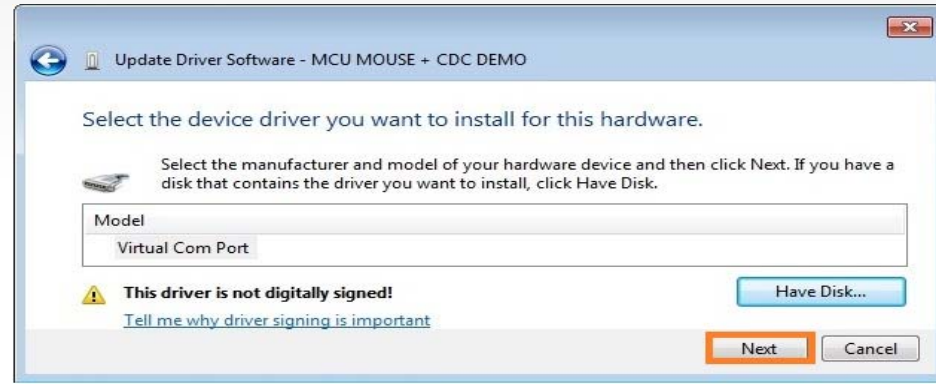 Update Driver Software - MCU MOUSE + CDC DEMO
Select the device driver you want to install for this hardware.
Select the manufacturer and model of your hardware device and then click Next. If you have a
disk that contains the driver you want to install, click Have Disk.
Model
Virtual Com Port
This driver is not digitally signed!
Have Disk...
Tell me why driver signing is important
Next
Cancel